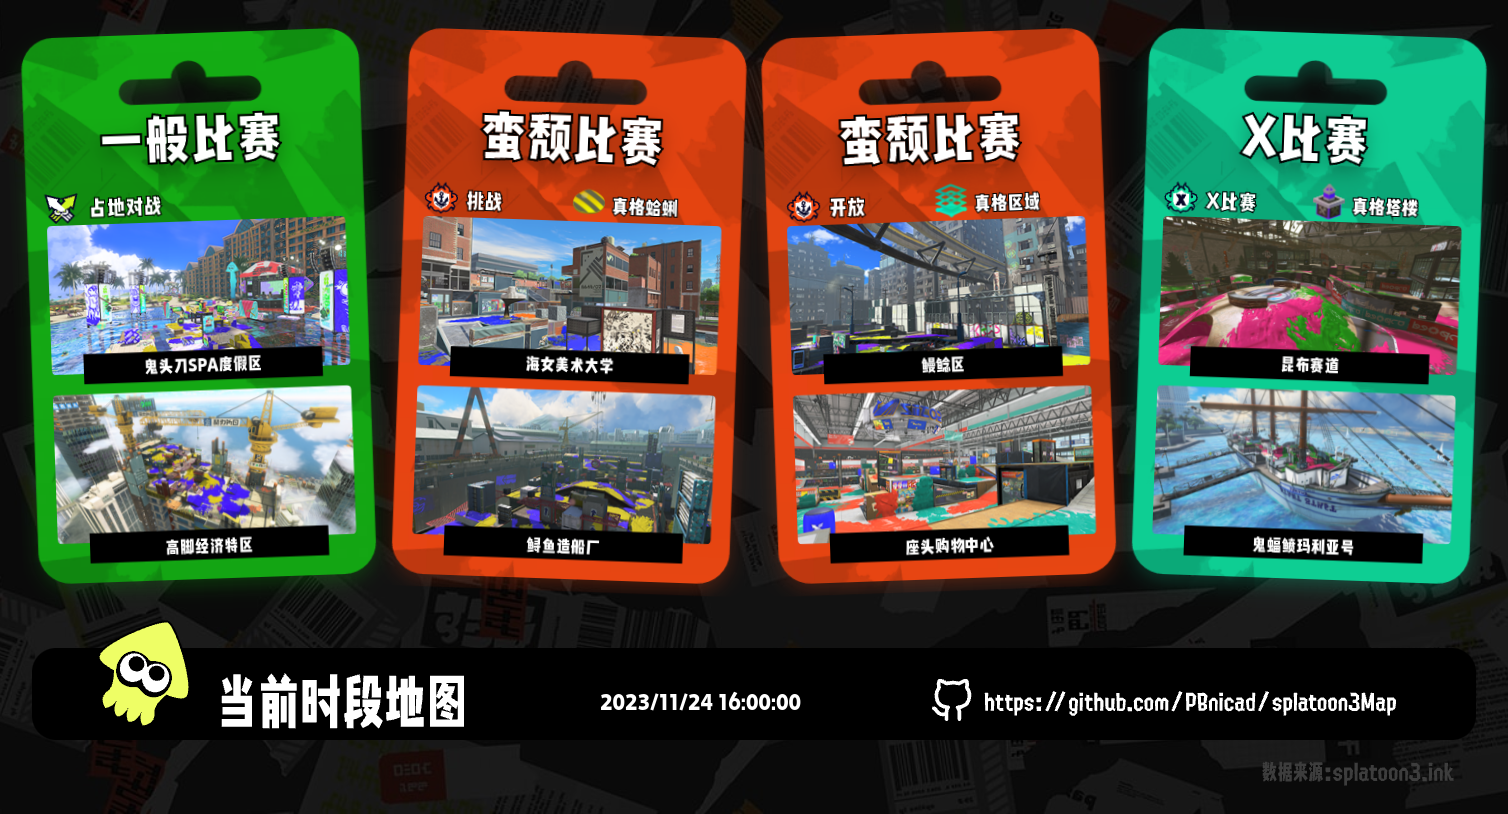 一般比赛
占地对战
鬼头刀SPA度假区
高脚经济特区
蛮颓比赛
挑战
真格蛤蜊
海女美术大学
鲟鱼造船厂
蛮颓比赛
开放
真格区域
鳗鲶区
座头购物中心
X比赛
X比赛
真格塔楼
昆布赛道
鬼蝠鲼玛利亚号
当前时段地图
2023/11/24 16:00:00
https://github.com/PBnicad/splatoon3Map
数据来源:splatoon3.ink